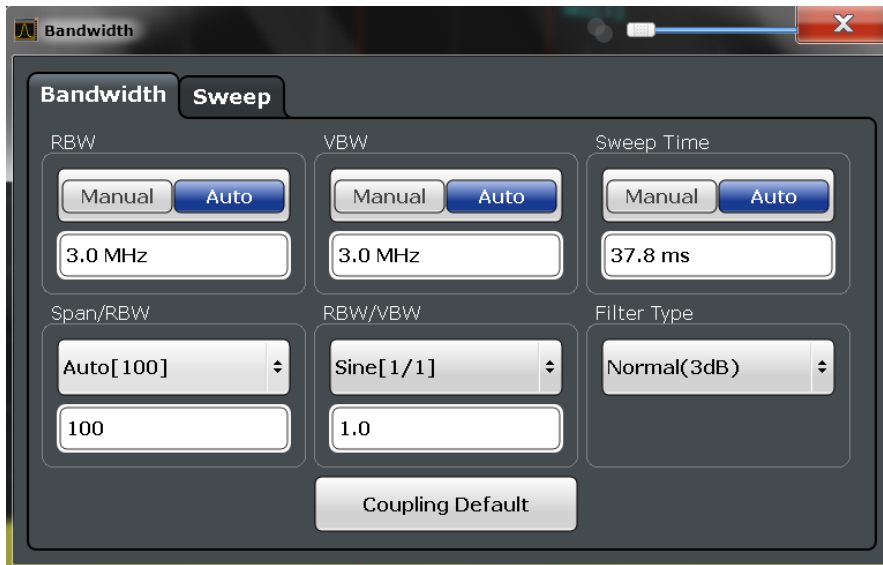 Bandwidth
X
Bandwidth Sweep
RBW VBW Sweep Time
Manual Auto Manual Auto Manual Auto
3.0 MHz 3.0 MHz 37.8 ms
Span/RBW RBW/VBW Filter Type
Auto[100] Sine[1/1] Normal(3dB)
100 1.0
Coupling Default